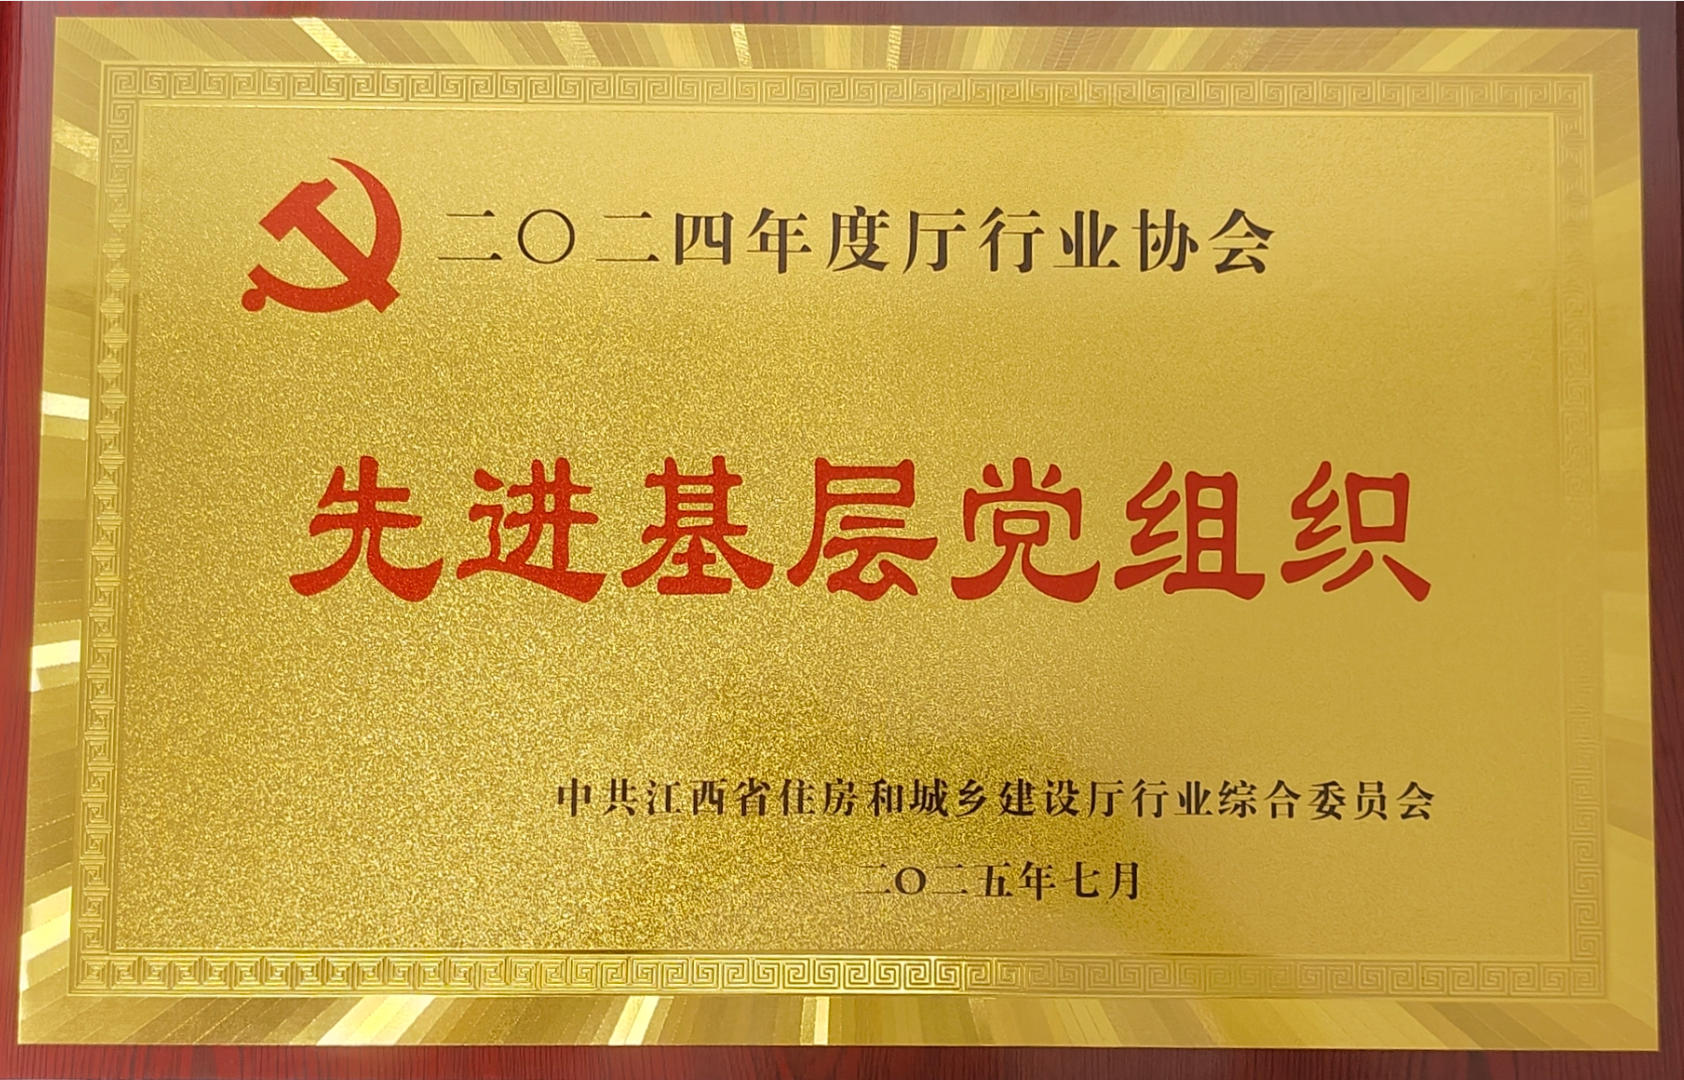 二〇二四年度厅行业协会
先进基层党组织
中共江西省住房和城乡建设厅行业综合委员会
二〇二五年七月